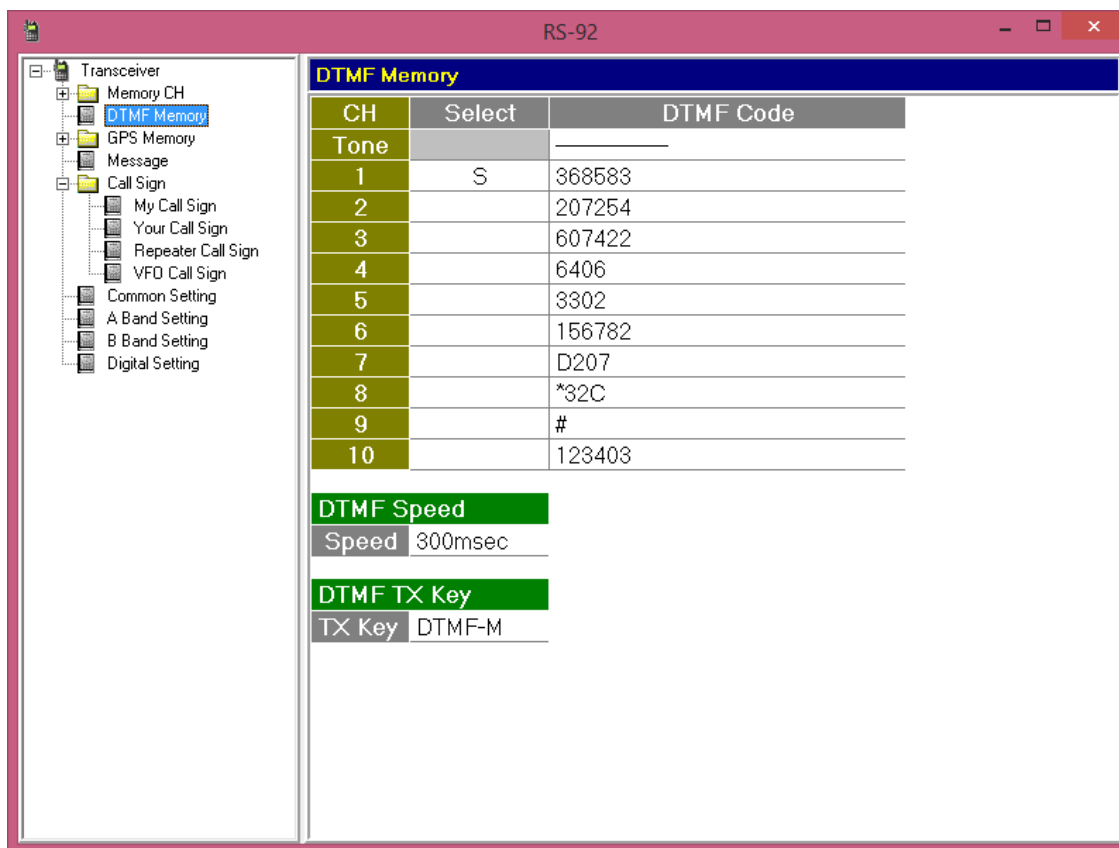 RS-92
Transceiver
Memory CH
DTMF Memory
GPS Memory
Message
Call Sign
My Call Sign
Your Call Sign
Repeater Call Sign
VFO Call Sign
Common Setting
A Band Setting
B Band Setting
Digital Setting
DTMF Memory
CH Select DTMF Code
Tone
1 S 368583
2 207254
3 607422
4 6406
5 3302
6 156782
7 D207
8 *32C
9 #
10 123403
DTMF Speed
Speed 300msec
DTMF TX Key
TX Key DTMF-M